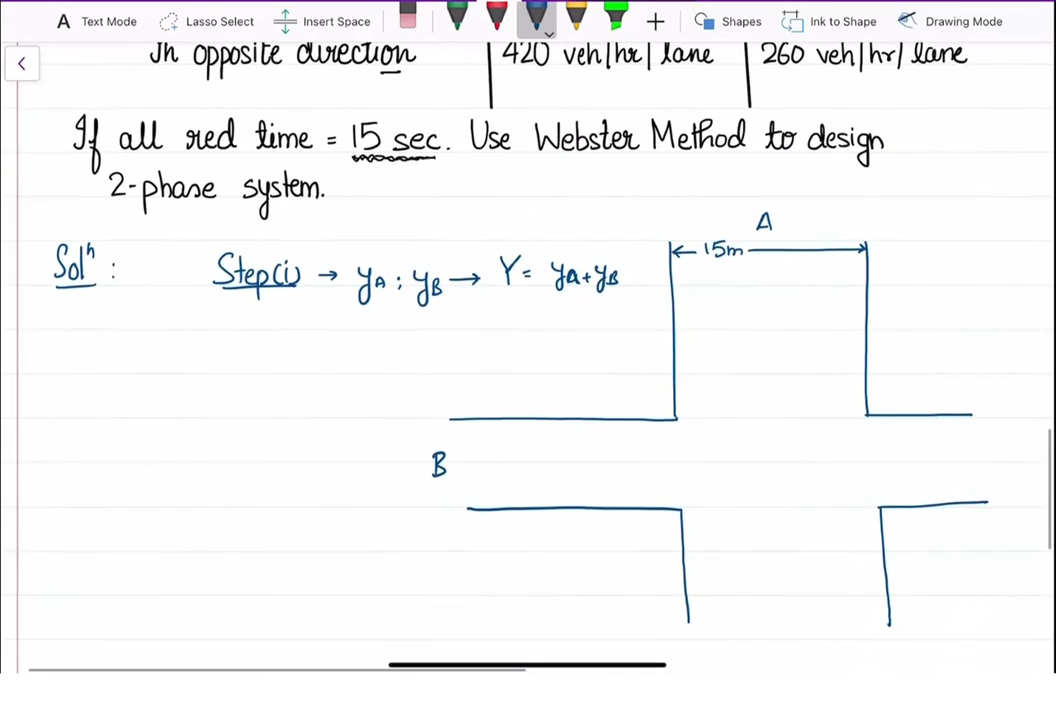 Text Mode Lasso Select Insert Space Shapes Ink to Shape Drawing Mode
In opposite direction 420 veh/hr/lane 260 veh/hr/lane
If all red time = 15 sec. Use Webster Method to design
2-phase system.
A
Solⁿ : Step(i) → yA ; yB → Y = yA+yB
15m
B